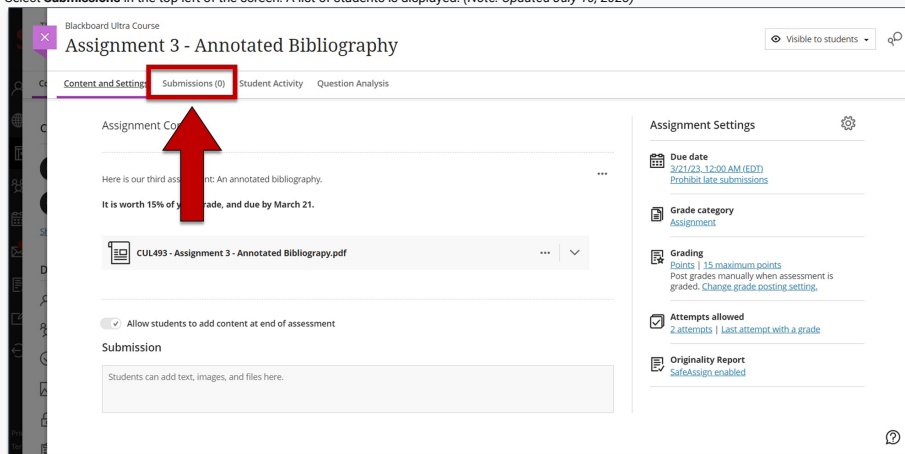 Select Submissions in the top left of the screen. A list of students is displayed. (Note: Updated July 10, 2023)
Blackboard Ultra Course
Assignment 3 - Annotated Bibliography
Visible to students
Content and Settings Submissions (0) Student Activity Question Analysis
Assignment
Here is our third: An annotated bibliography.
It is worth 15% of, and due by March 21.
CUL493 - Assignment 3 - Annotated Bibliograpy.pdf
Allow students to add content at end of assessment
Submission
Students can add text, images, and files here.
Assignment Settings
Due date
3/21/23, 12:00 AM (EDT)
Prohibit late submissions
Grade category
Assignment
Grading
Points | 15 maximum points
Post grades manually when assessment is
graded. Change grade posting setting.
Attempts allowed
2 attempts | Last attempt with a grade
Originality Report
SafeAssign enabled